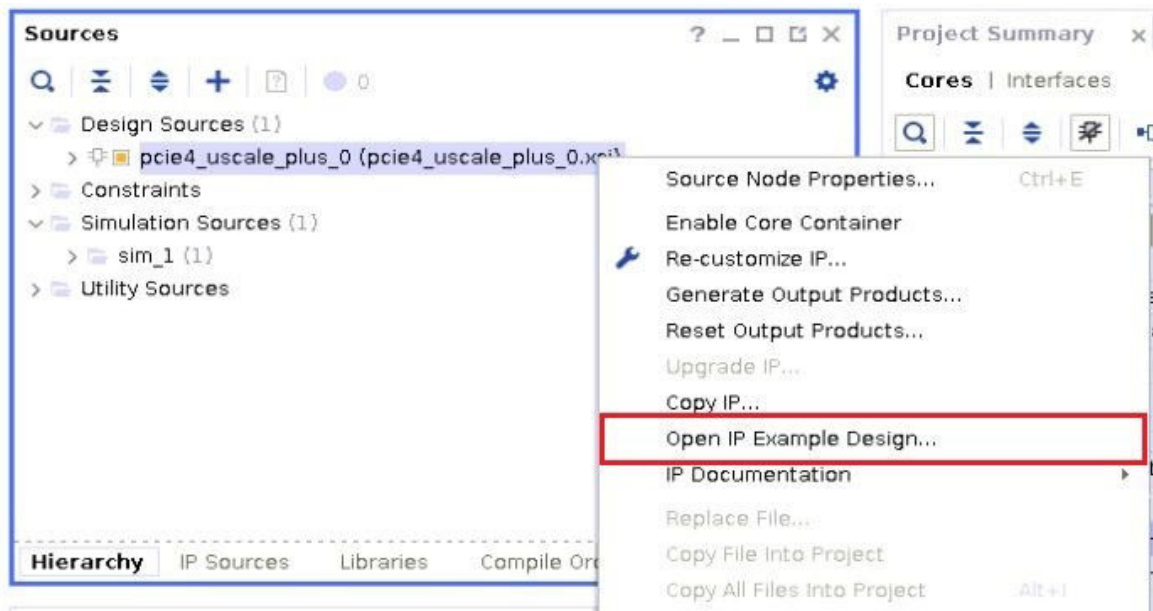 Sources
?
0
Design Sources (1)
pcie4_uscale_plus_0 (pcie4_uscale_plus_0.xci)
Constraints
Simulation Sources (1)
sim_1 (1)
Utility Sources
Hierarchy IP Sources Libraries Compile Ord
Project Summary
Cores | Interfaces
Source Node Properties... Ctrl+E
Enable Core Container
Re-customize IP...
Generate Output Products...
Reset Output Products...
Upgrade IP...
Copy IP...
Open IP Example Design...
IP Documentation
Replace File...
Copy File Into Project
Copy All Files Into Project Alt+I